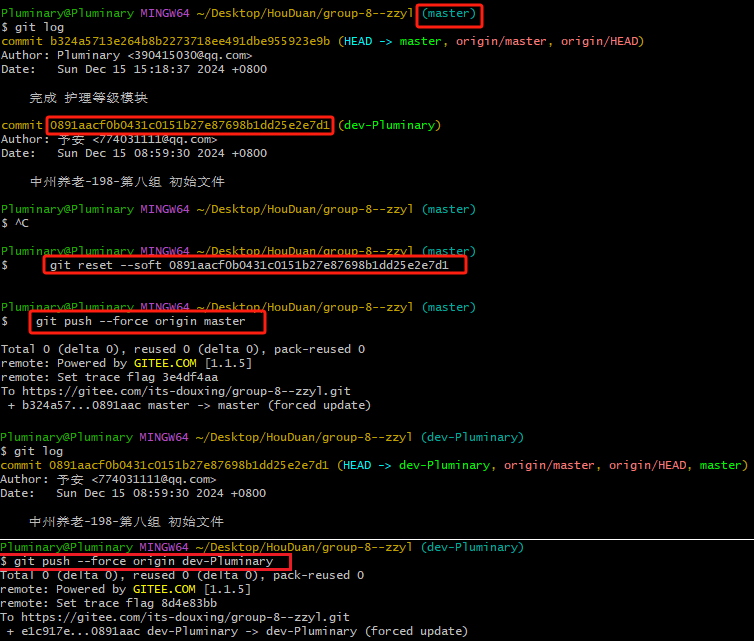 Pluminary@Pluminary MINGW64 ~/Desktop/HouDuan/group-8--zzyl (master)
$ git log
commit b324a5713e264b8b2273718ee491dbe955923e9b (HEAD -> master, origin/master, origin/HEAD)
Author: Pluminary <390415030@qq.com>
Date:   Sun Dec 15 15:18:37 2024 +0800
完成 护理等级模块
commit 0891aacf0b0431c0151b27e87698b1dd25e2e7d1 (dev-Pluminary)
Author: 予安 <774031111@qq.com>
Date:   Sun Dec 15 08:59:30 2024 +0800
中州养老-198-第八组 初始文件
Pluminary@Pluminary MINGW64 ~/Desktop/HouDuan/group-8--zzyl (master)
$ ^C
Pluminary@Pluminary MINGW64 ~/Desktop/HouDuan/group-8--zzyl (master)
$ git reset --soft 0891aacf0b0431c0151b27e87698b1dd25e2e7d1
Pluminary@Pluminary MINGW64 ~/Desktop/HouDuan/group-8--zzyl (master)
$ git push --force origin master
Total 0 (delta 0), reused 0 (delta 0), pack-reused 0
remote: Powered by GITEE.COM [1.1.5]
remote: Set trace flag 3e4df4aa
To https://gitee.com/its-douxing/group-8--zzyl.git
+ b324a57...0891aac master -> master (forced update)
Pluminary@Pluminary MINGW64 ~/Desktop/HouDuan/group-8--zzyl (dev-Pluminary)
$ git log
commit 0891aacf0b0431c0151b27e87698b1dd25e2e7d1 (HEAD -> dev-Pluminary, origin/master, origin/HEAD, master)
Author: 予安 <774031111@qq.com>
Date:   Sun Dec 15 08:59:30 2024 +0800
中州养老-198-第八组 初始文件
Pluminary@Pluminary MINGW64 ~/Desktop/HouDuan/group-8--zzyl (dev-Pluminary)
$ git push --force origin dev-Pluminary
Total 0 (delta 0), reused 0 (delta 0), pack-reused 0
remote: Powered by GITEE.COM [1.1.5]
remote: Set trace flag 8d4e83bb
To https://gitee.com/its-douxing/group-8--zzyl.git
+ e1c917e...0891aac dev-Pluminary -> dev-Pluminary (forced update)